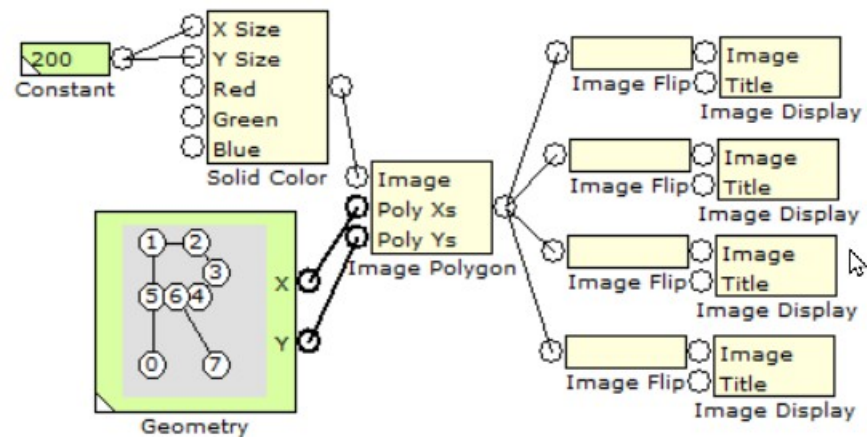 200
Constant
X Size
Y Size
Red
Green
Blue
Solid Color
Image
Poly Xs
Poly Ys
Image Polygon
1 2
3
5 6 4
0 7
X
Y
Geometry
Image Flip
Image
Title
Image Display
Image Flip
Image
Title
Image Display
Image Flip
Image
Title
Image Display
Image Flip
Image
Title
Image Display